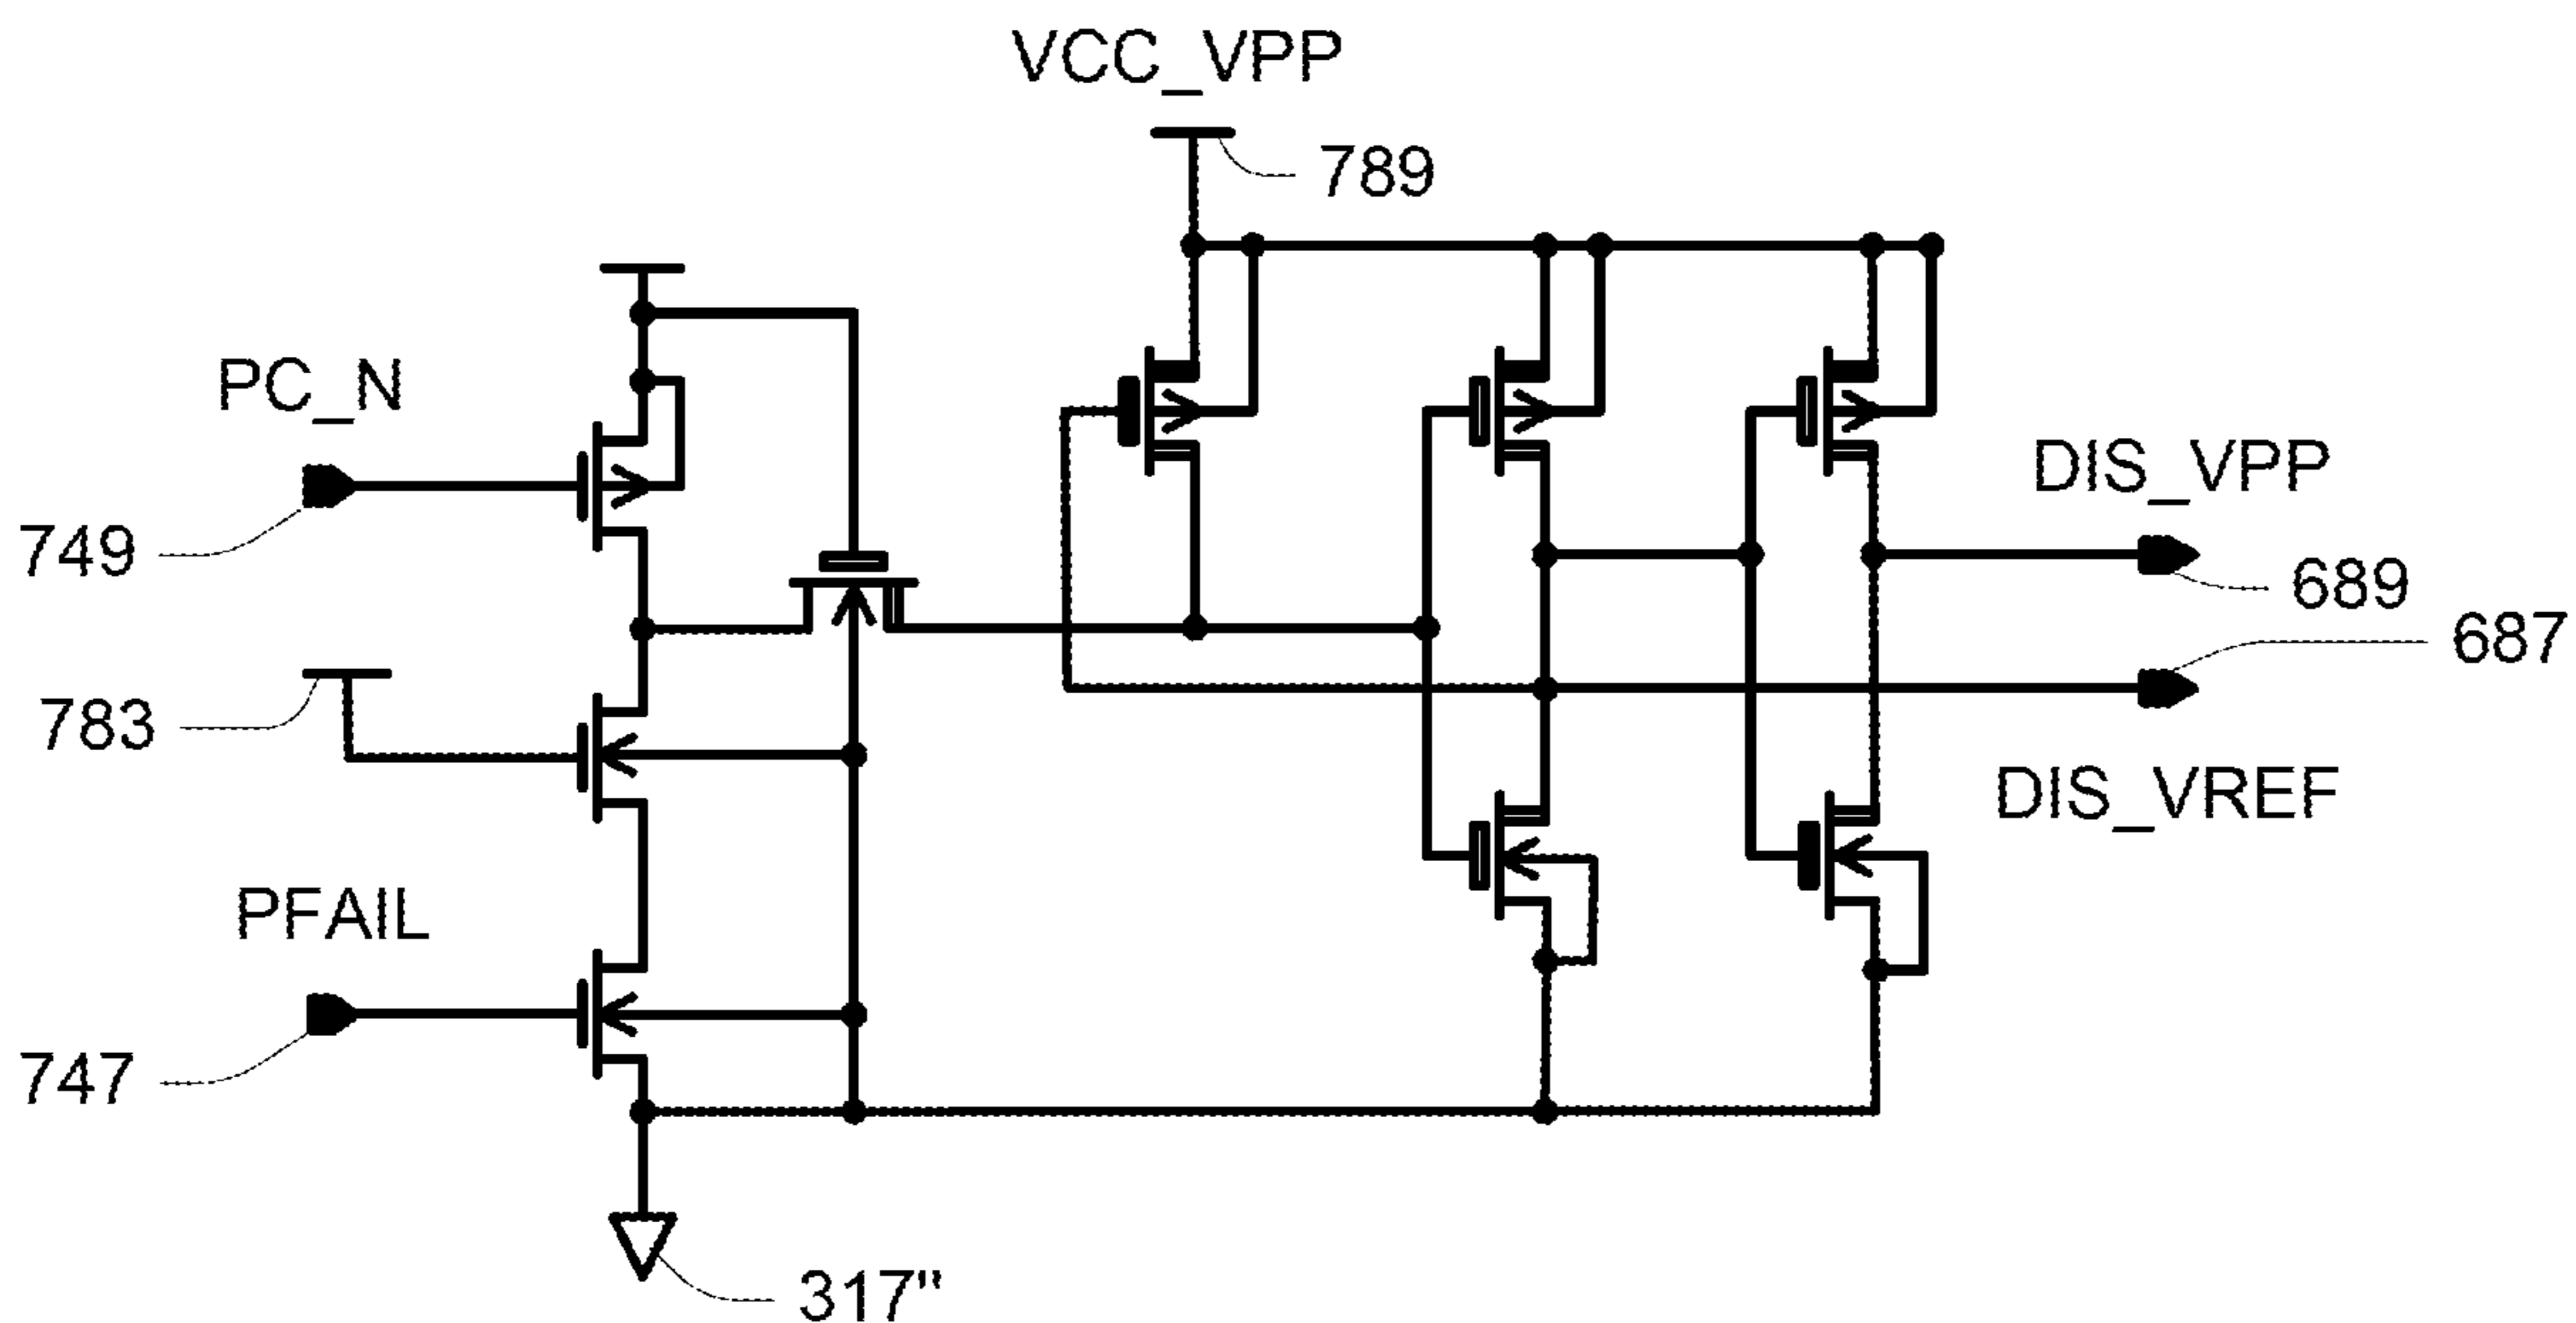 VCC_VPP
789
PC_N
749
DIS_VPP
689
687
783
DIS_VREF
PFAIL
747
317"